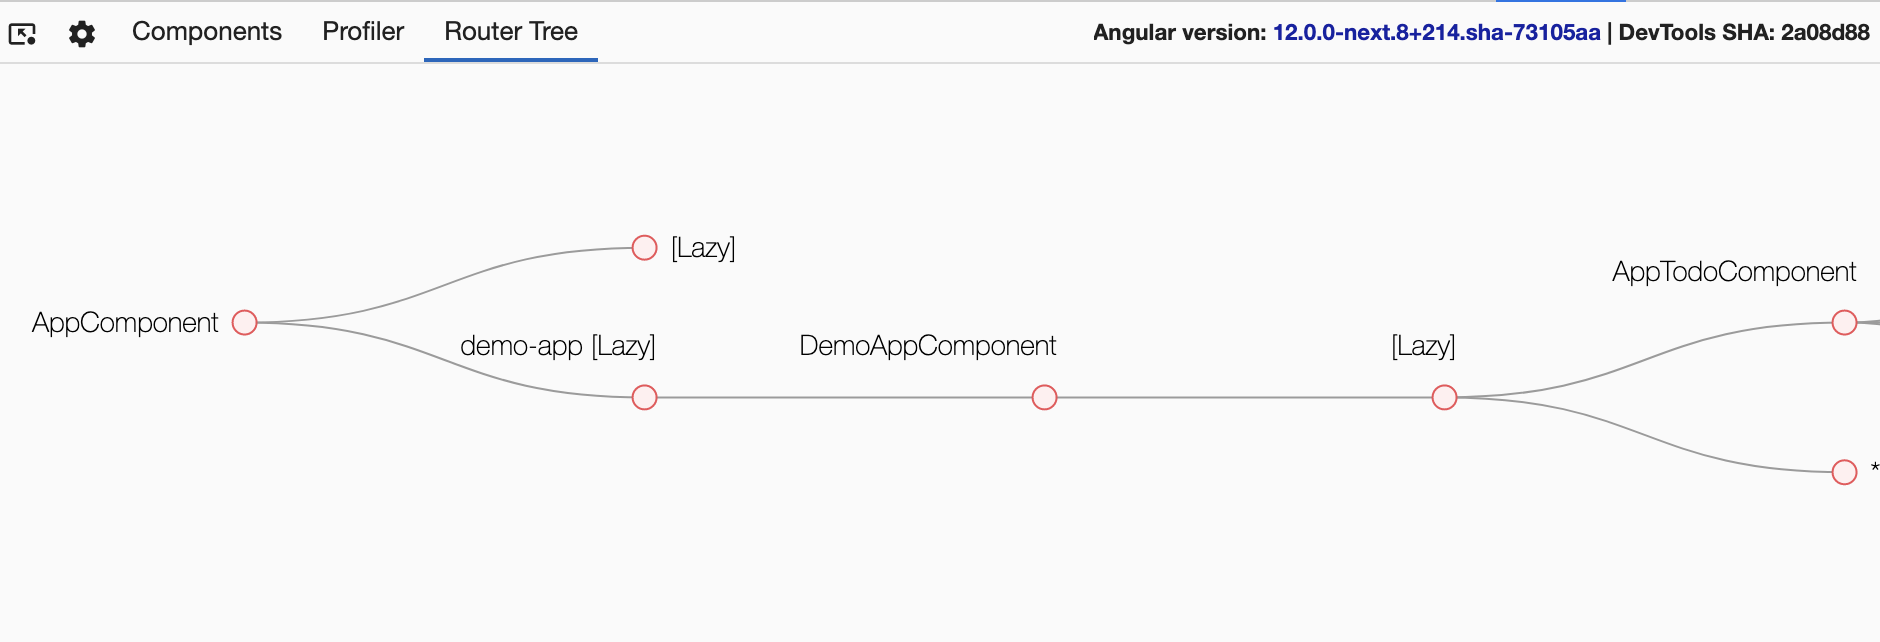 Components Profiler Router Tree Angular version: 12.0.0-next.8+214.sha-73105aa | DevTools SHA: 2a08d88
[Lazy]
AppTodoComponent
AppComponent
demo-app [Lazy] DemoAppComponent [Lazy]
*